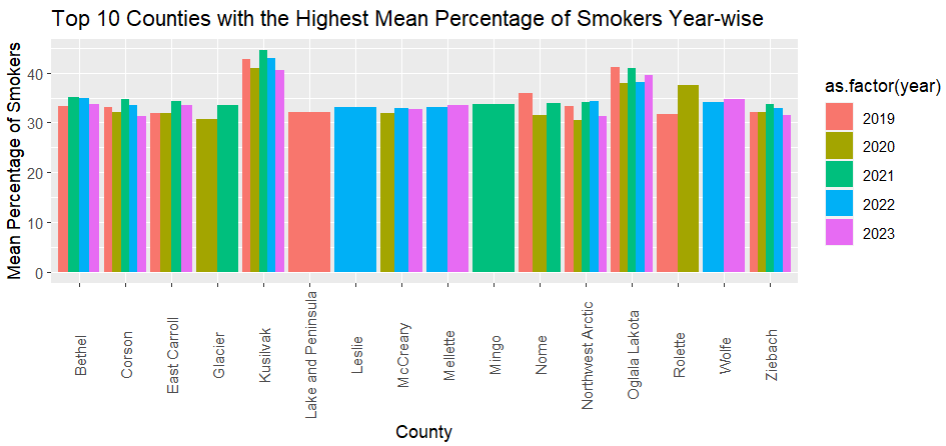 Top 10 Counties with the Highest Mean Percentage of Smokers Year-wise
Mean Percentage of Smokers
40
30
20
10
0
Bethel
Corson
East Carroll
Glacier
Kusilvak
Lake and Peninsula
Leslie
McCreary
Mellette
Mingo
Nome
Northwest Arctic
Oglala Lakota
Rolette
Wolfe
Ziebach
County
as.factor(year)
2019
2020
2021
2022
2023